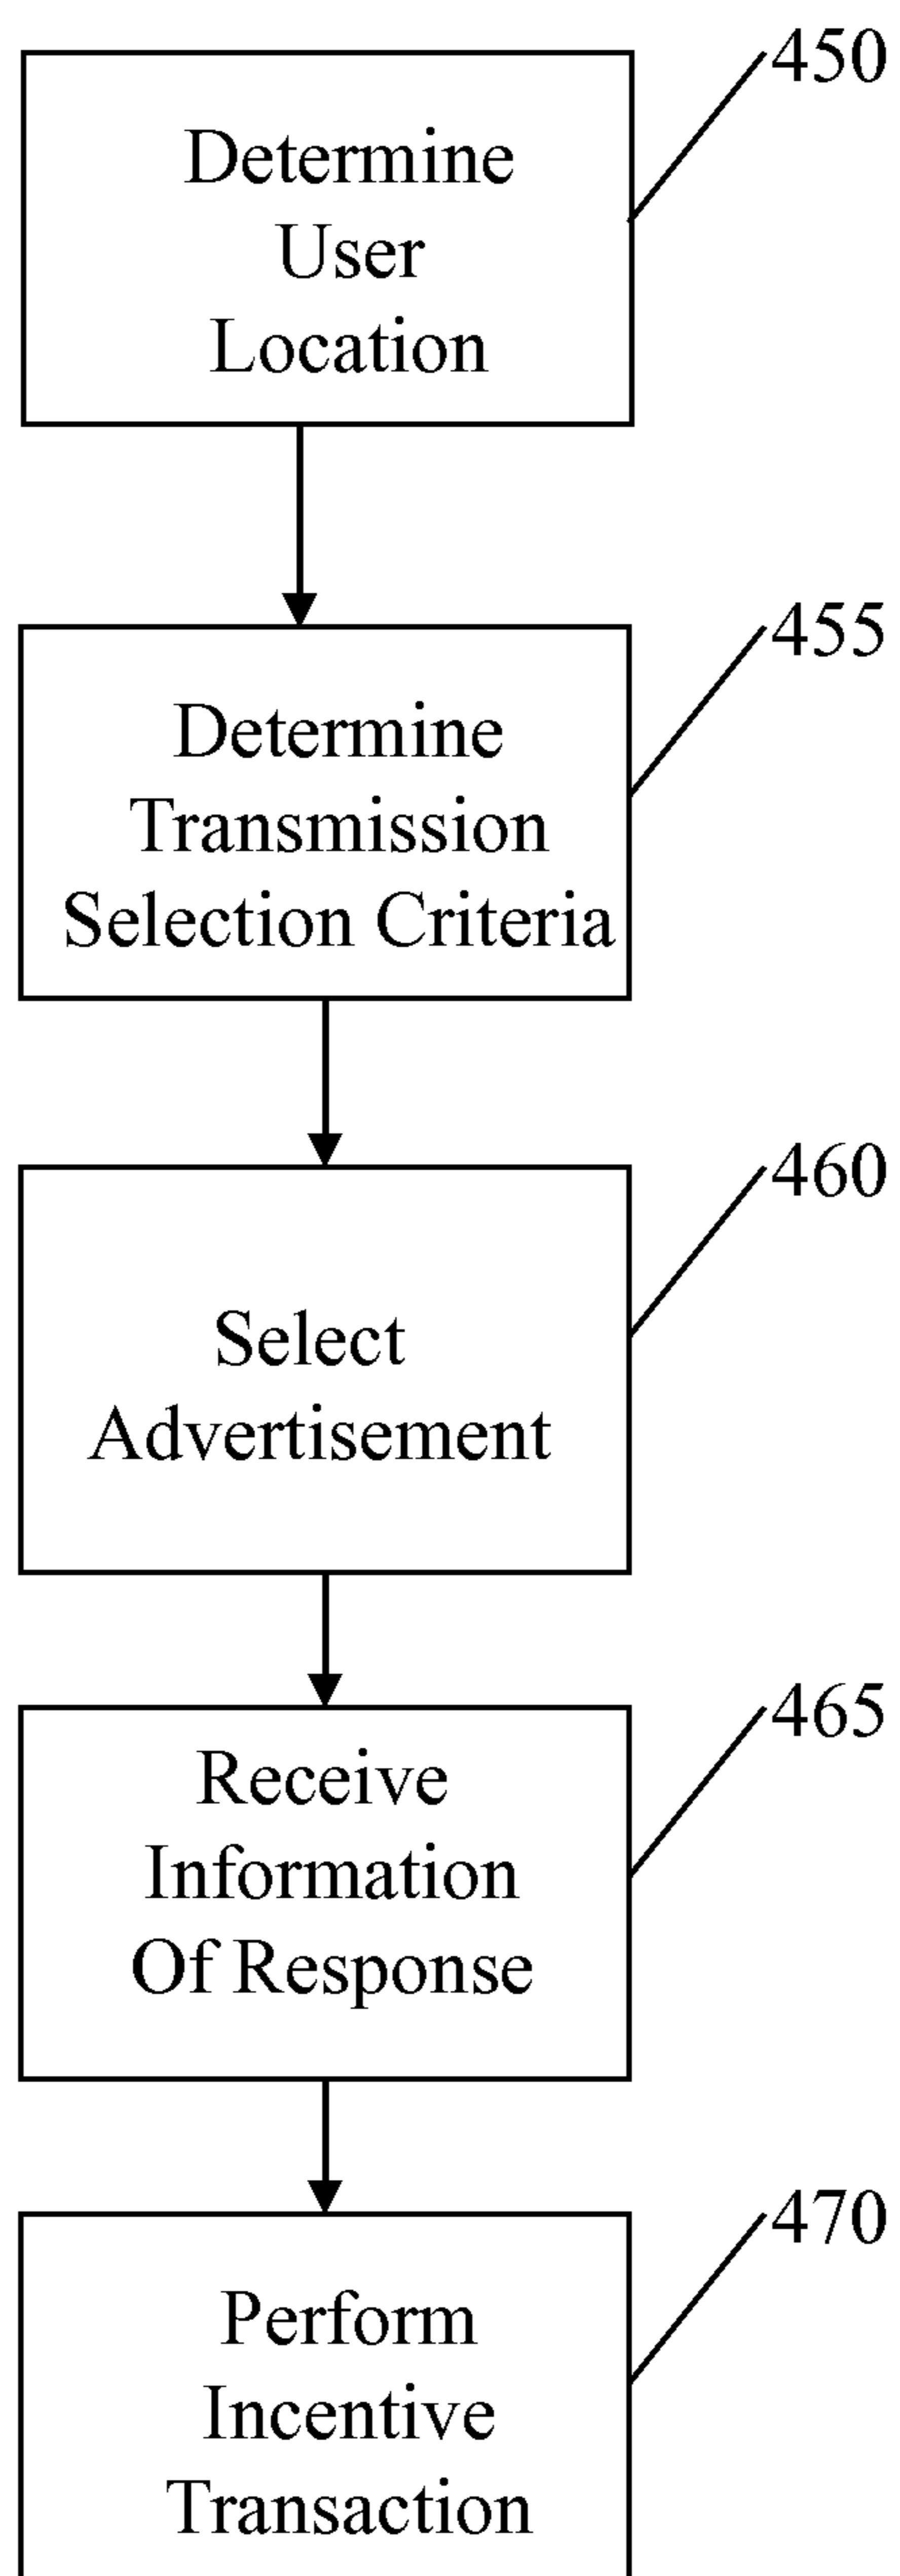 450
Determine
User
Location
455
Determine
Transmission
Selection Criteria
460
Select
Advertisement
465
Receive
Information
Of Response
470
Perform
Incentive
Transaction